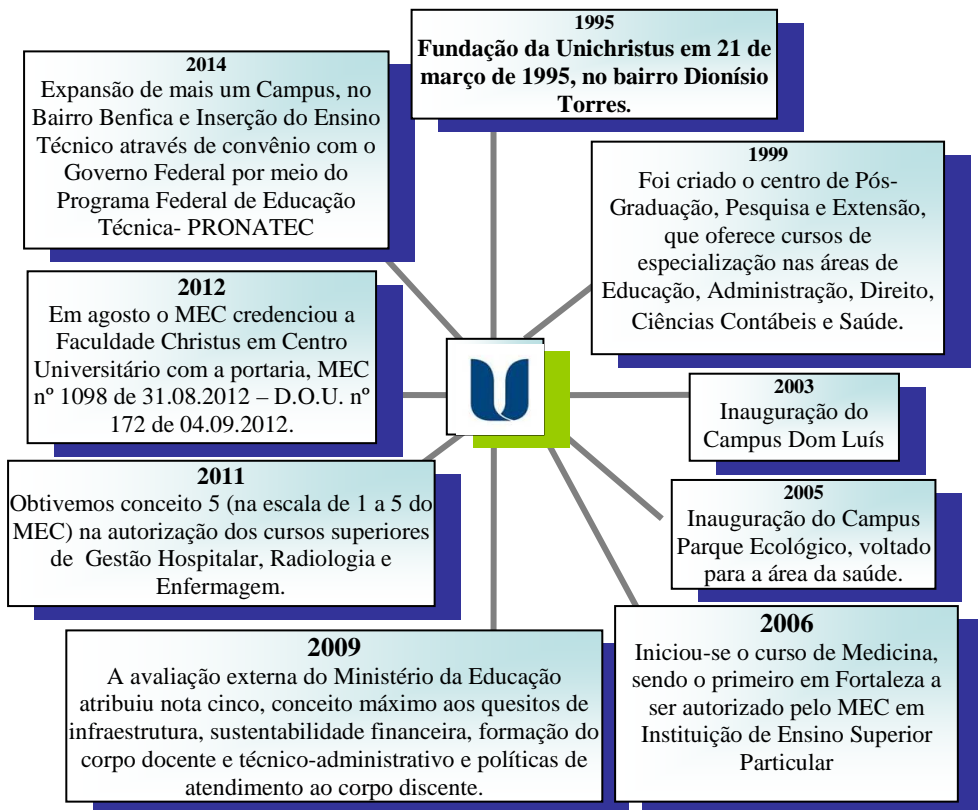 1995
Fundação da Unichristus em 21 de
março de 1995, no bairro Dionísio
Torres.
1999
Foi criado o centro de Pós-
Graduação, Pesquisa e Extensão,
que oferece cursos de
especialização nas áreas de
Educação, Administração, Direito,
Ciências Contábeis e Saúde.
2003
Inauguração do
Campus Dom Luís
2005
Inauguração do Campus
Parque Ecológico, voltado
para a área da saúde.
2006
Iniciou-se o curso de Medicina,
sendo o primeiro em Fortaleza a
ser autorizado pelo MEC em
Instituição de Ensino Superior
Particular
2009
A avaliação externa do Ministério da Educação
atribuiu nota cinco, conceito máximo aos quesitos de
infraestrutura, sustentabilidade financeira, formação do
corpo docente e técnico-administrativo e políticas de
atendimento ao corpo discente.
2011
Obtivemos conceito 5 (na escala de 1 a 5 do
MEC) na autorização dos cursos superiores
de Gestão Hospitalar, Radiologia e
Enfermagem.
2012
Em agosto o MEC credenciou a
Faculdade Christus em Centro
Universitário com a portaria, MEC
nº 1098 de 31.08.2012 – D.O.U. nº
172 de 04.09.2012.
2014
Expansão de mais um Campus, no
Bairro Benfica e Inserção do Ensino
Técnico através de convênio com o
Governo Federal por meio do
Programa Federal de Educação
Técnica- PRONATEC